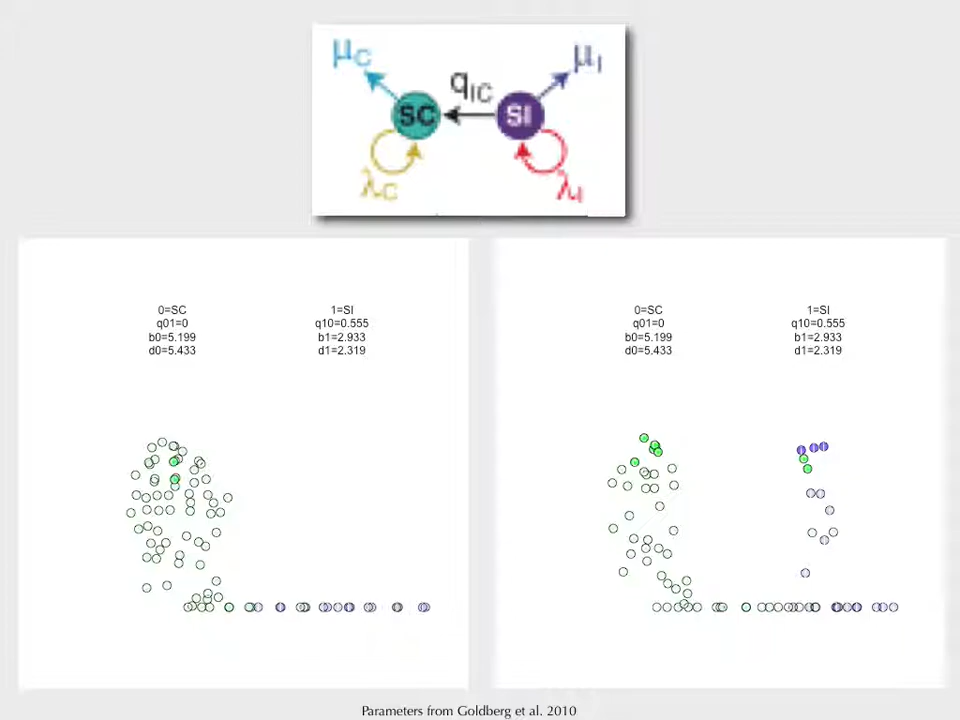 μC
μI
qIC
SC
SI
λC
λI
0=SC
q01=0
b0=5.199
d0=5.433
1=SI
q10=0.555
b1=2.933
d1=2.319
0=SC
q01=0
b0=5.199
d0=5.433
1=SI
q10=0.555
b1=2.933
d1=2.319
Parameters from Goldberg et al. 2010